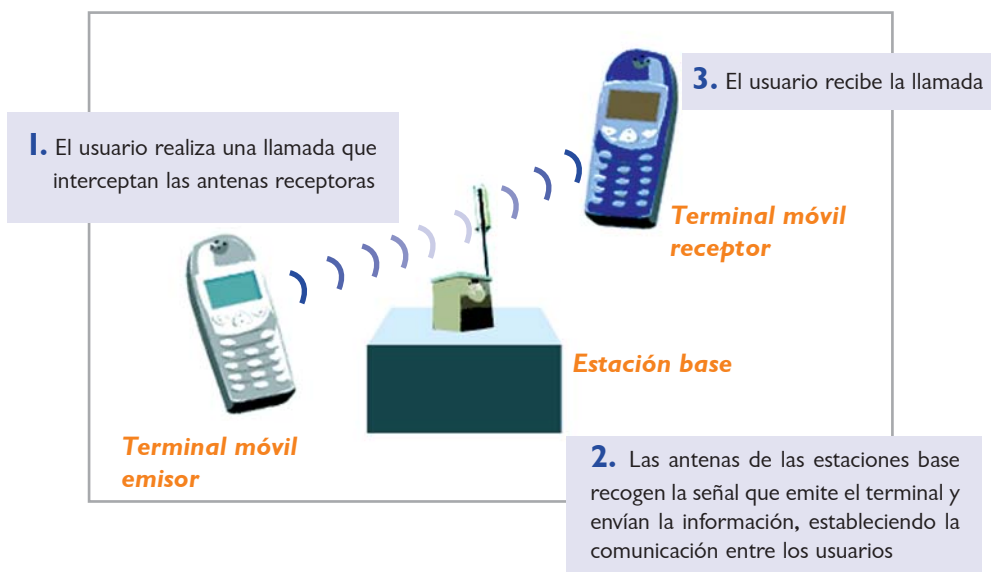 1. El usuario realiza una llamada que
interceptan las antenas receptoras
3. El usuario recibe la llamada
Terminal móvil
receptor
Estación base
Terminal móvil
emisor
2. Las antenas de las estaciones base
recogen la señal que emite el terminal y
envían la información, estableciendo la
comunicación entre los usuarios